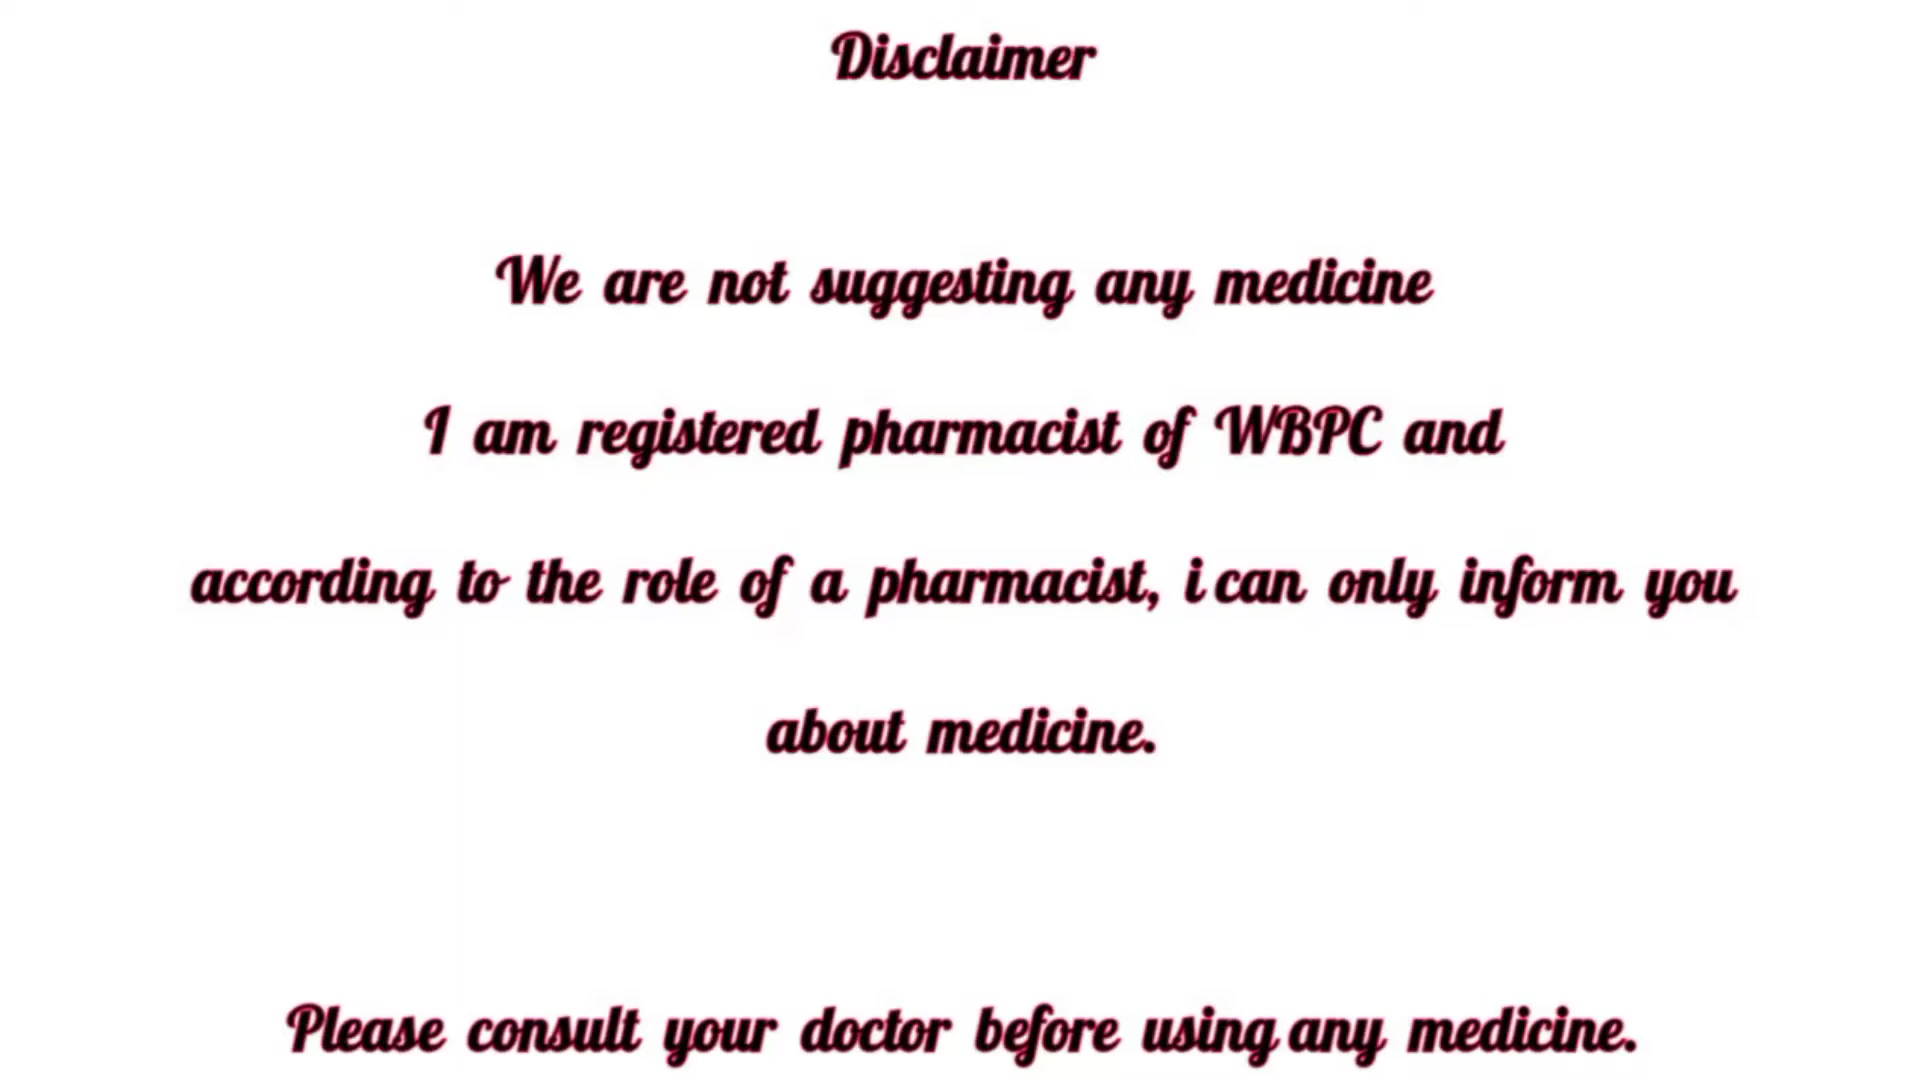 Disclaimer
We are not suggesting any medicine
I am registered pharmacist of WBPC and
according to the role of a pharmacist, i can only inform you
about medicine.
Please consult your doctor before using any medicine.